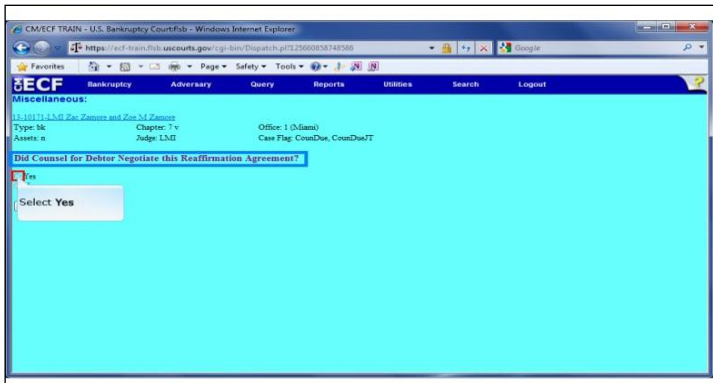 CM/ECF TRAIN - U.S. Bankruptcy Court:flsb - Windows Internet Explorer
https://ecf-train.flsb.uscourts.gov/cgi-bin/Dispatch.pl?125660858748586
Google
Favorites Page Safety Tools
ECF Bankruptcy Adversary Query Reports Utilities Search Logout ?
Miscellaneous:
13-10171-LMI Zac Zamore and Zoe M Zamore
Type: bk Chapter: 7 v Office: 1 (Miami)
Assets: n Judge: LMI Case Flag: CounDue, CounDueJT
Did Counsel for Debtor Negotiate this Reaffirmation Agreement?
Yes
Select Yes